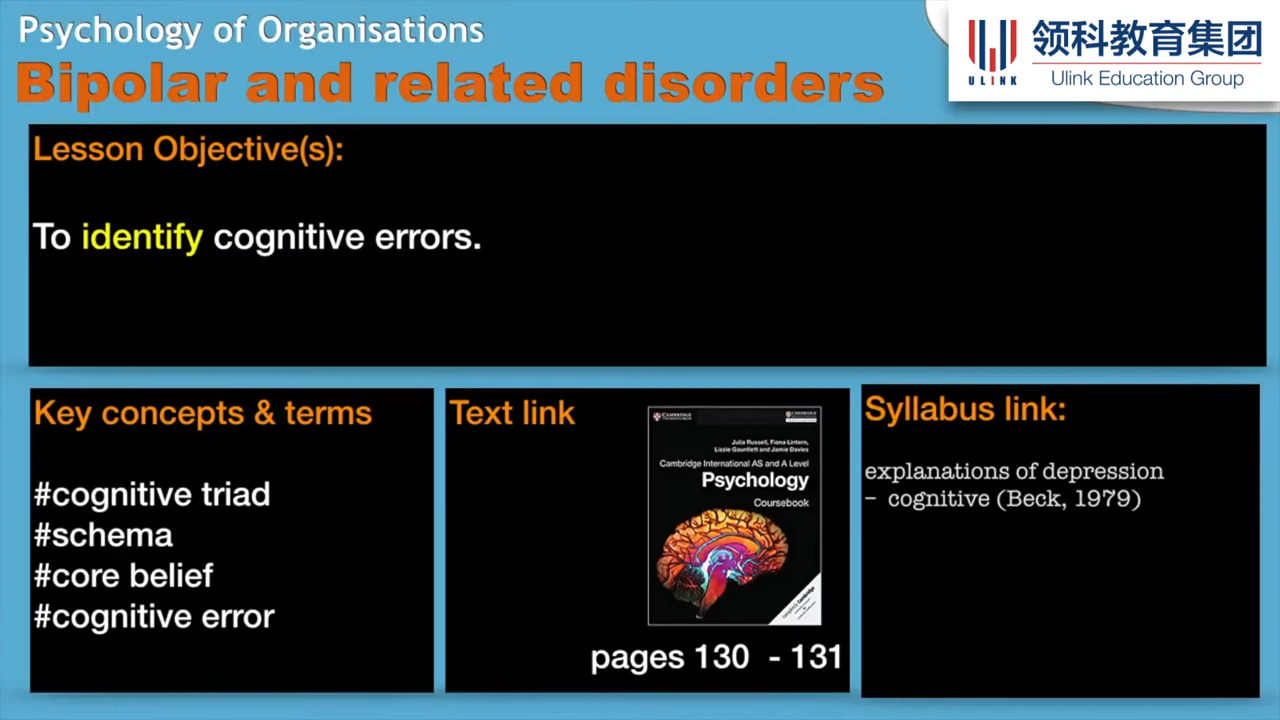 Psychology of Organisations
Bipolar and related disorders
ULINK
领科教育集团
Ulink Education Group
Lesson Objective(s):
To identify cognitive errors.
Key concepts & terms
#cognitive triad
#schema
#core belief
#cognitive error
Text link
CAMBRIDGE
Julia Russell, Fiona Lintern,
Lizzie Gauntlett and Jamie Davies
Cambridge International AS and A Level
Psychology
Coursebook
pages 130 - 131
Syllabus link:
explanations of depression
- cognitive (Beck, 1979)